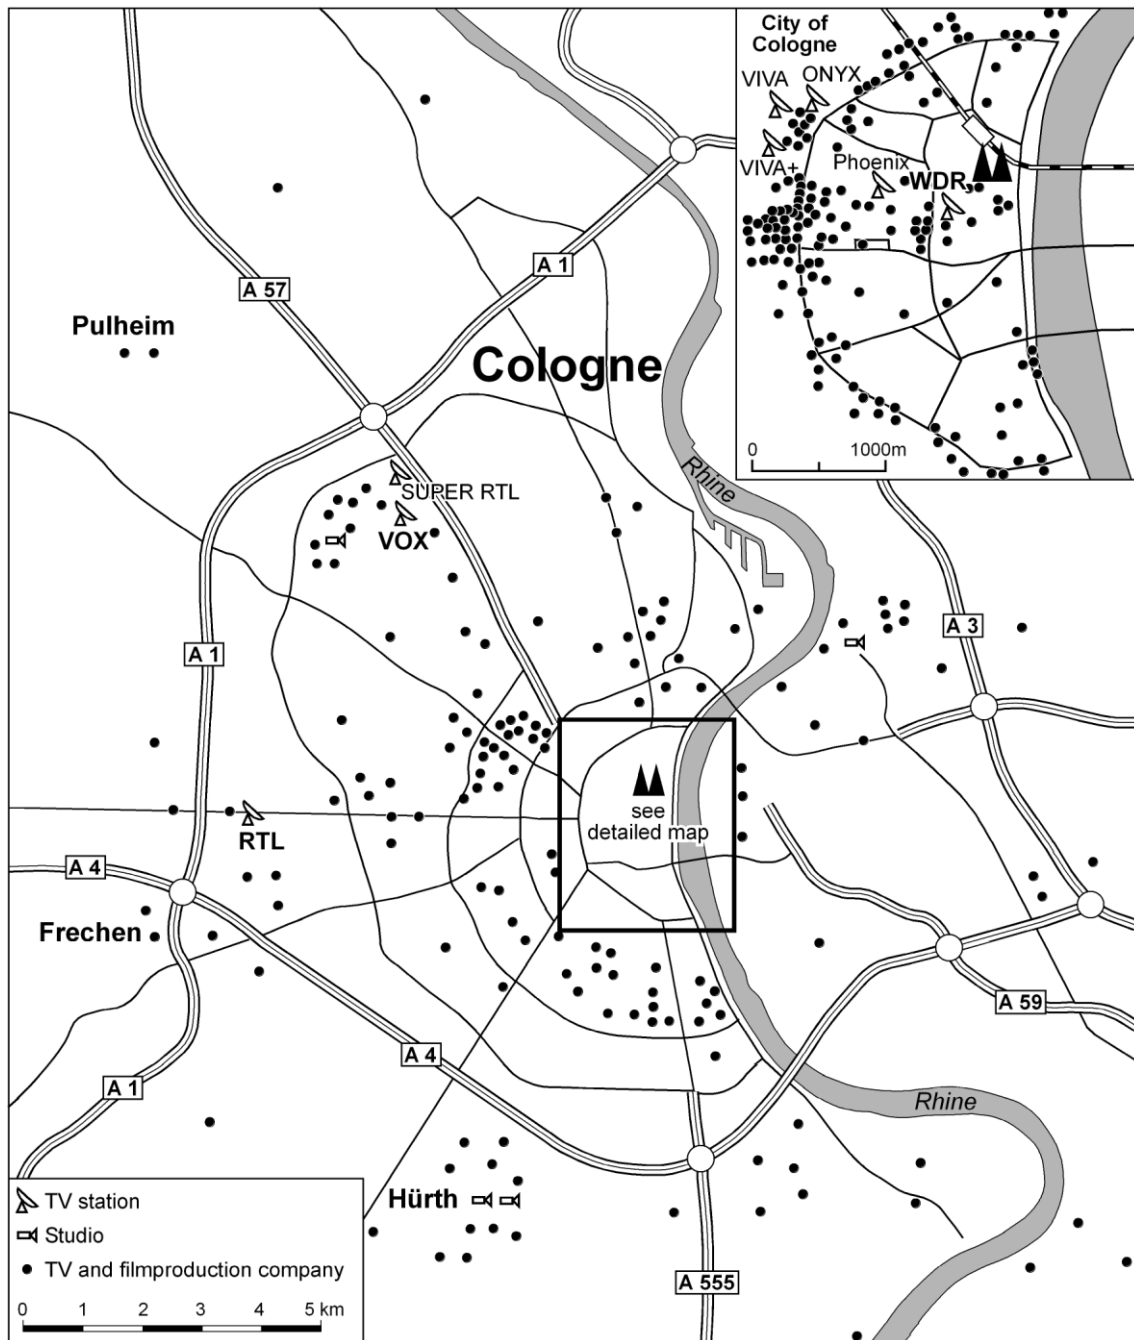 City of
Cologne
VIVA
ONYX
VIVA+
Phoenix
WDR
0
1000m
A 57
A 1
Pulheim
Cologne
Rhine
SUPER RTL
VOX
A 1
A 3
see
detailed map
RTL
A 4
Frechen
A 59
A 4
A 1
Rhine
Hürth
A 555
TV station
Studio
TV and filmproduction company
0 1 2 3 4 5 km